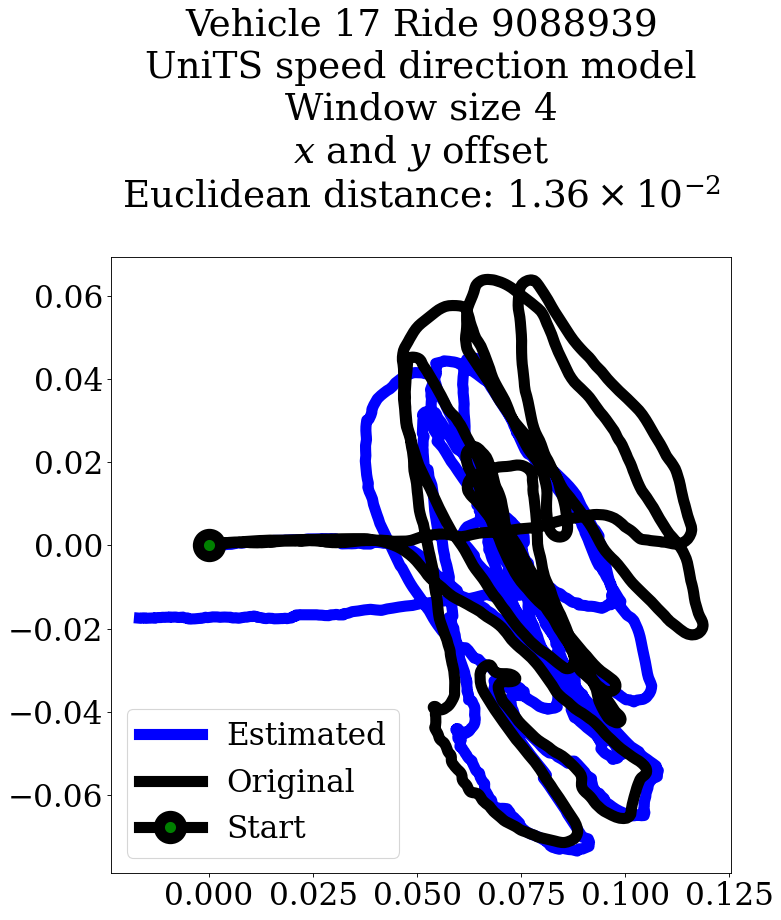 Vehicle 17 Ride 9088939
UniTS speed direction model
Window size 4
x and y offset
Euclidean distance: 1.36 × 10⁻²
0.06
0.04
0.02
0.00
−0.02
−0.04
−0.06
Estimated
Original
Start
0.000 0.025 0.050 0.075 0.100 0.125